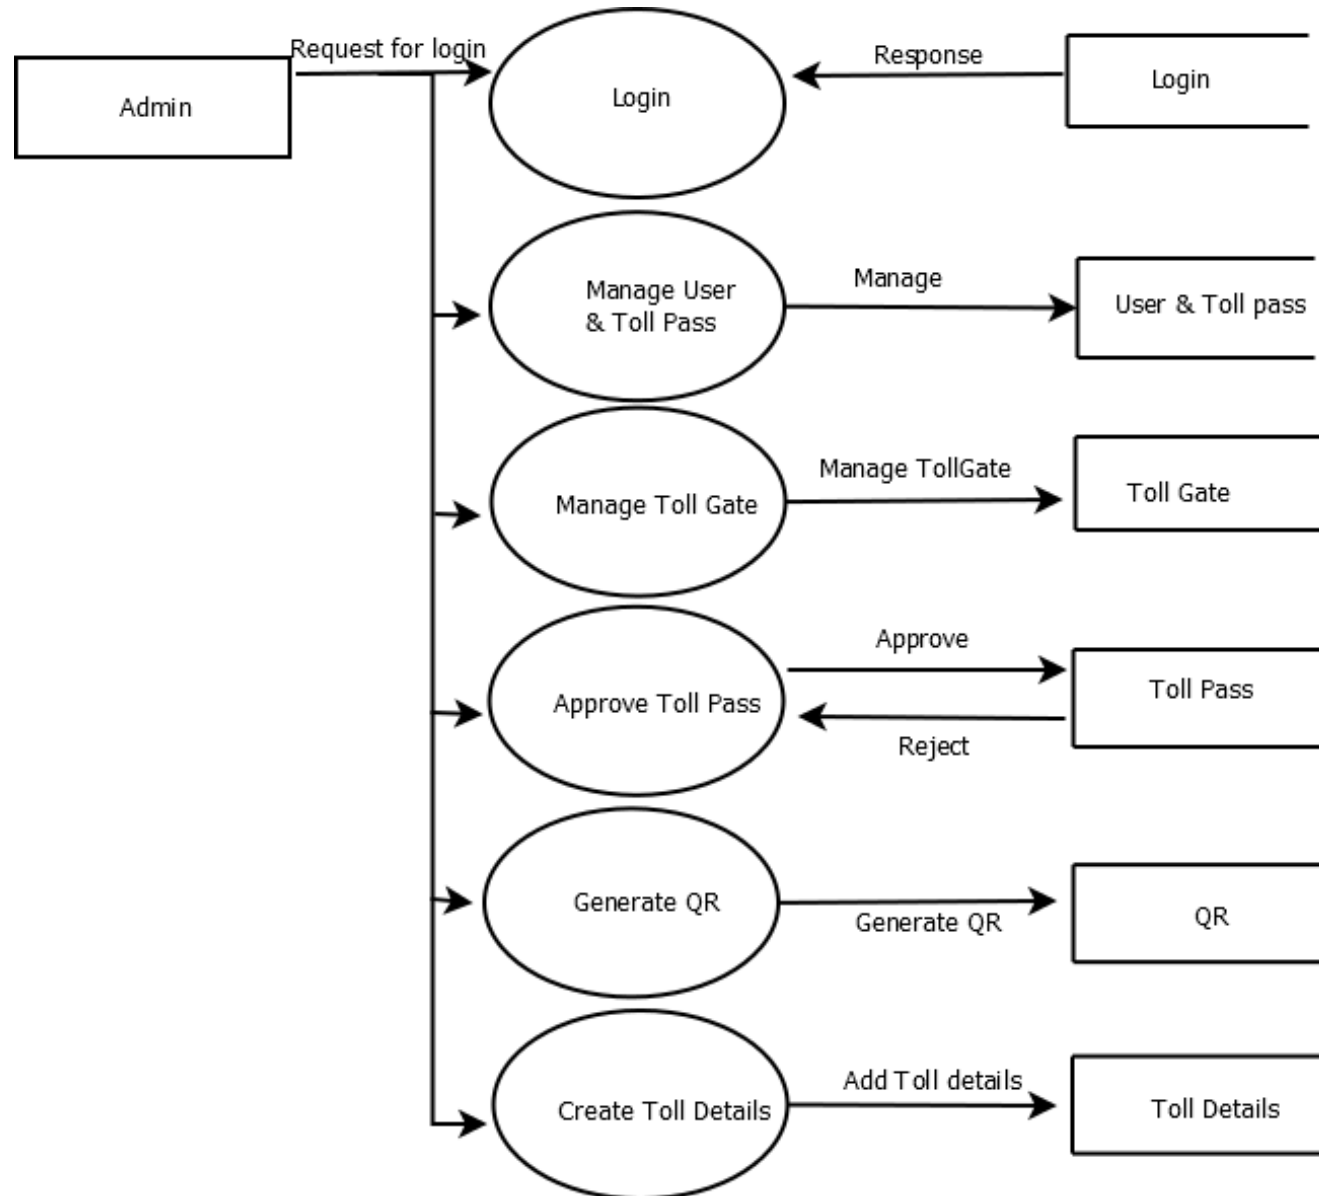 Request for login
Response
Admin
Login
Login
Manage
Manage User
& Toll Pass
User & Toll pass
Manage TollGate
Manage Toll Gate
Toll Gate
Approve
Approve Toll Pass
Toll Pass
Reject
Generate QR
Generate QR
QR
Add Toll details
Create Toll Details
Toll Details